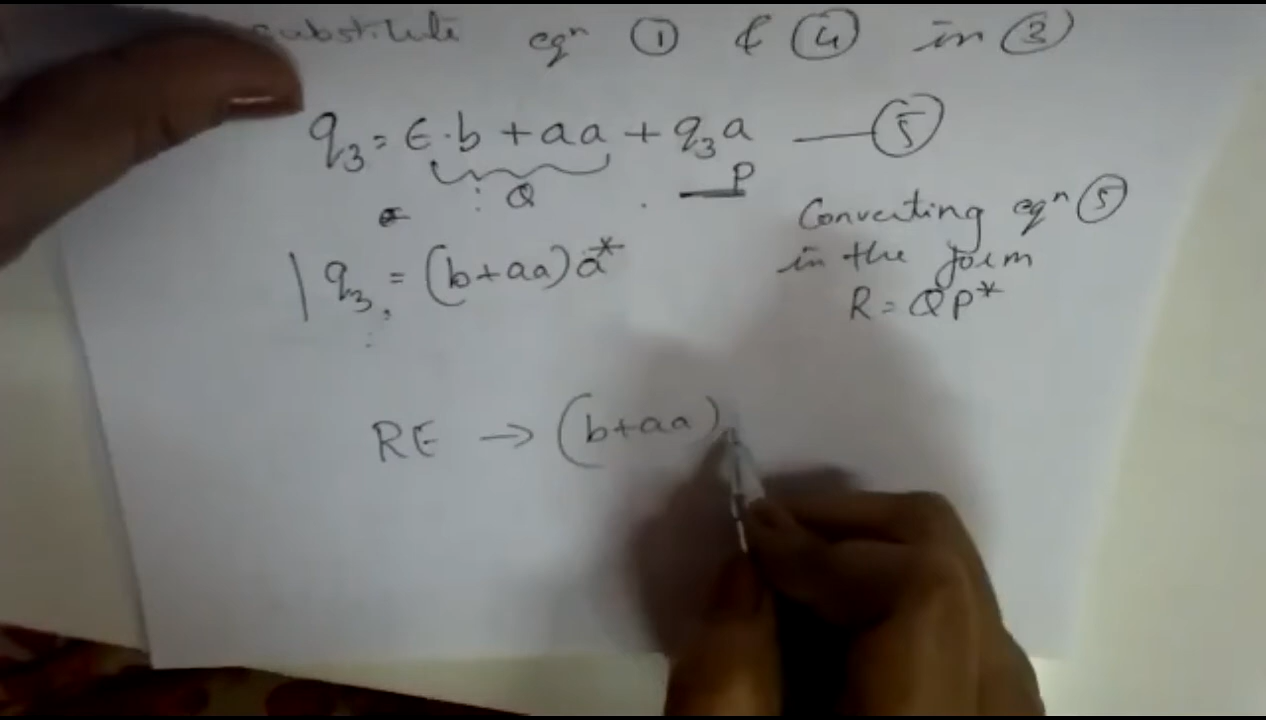 substitute eqⁿ ① & ④ in ③
q₃ = ε·b + aa + q₃a — ⑤
Q
P
Converting eqⁿ ⑤
in the form
R = QP*
q₃ = (b+aa)a*
RE → (b+aa)